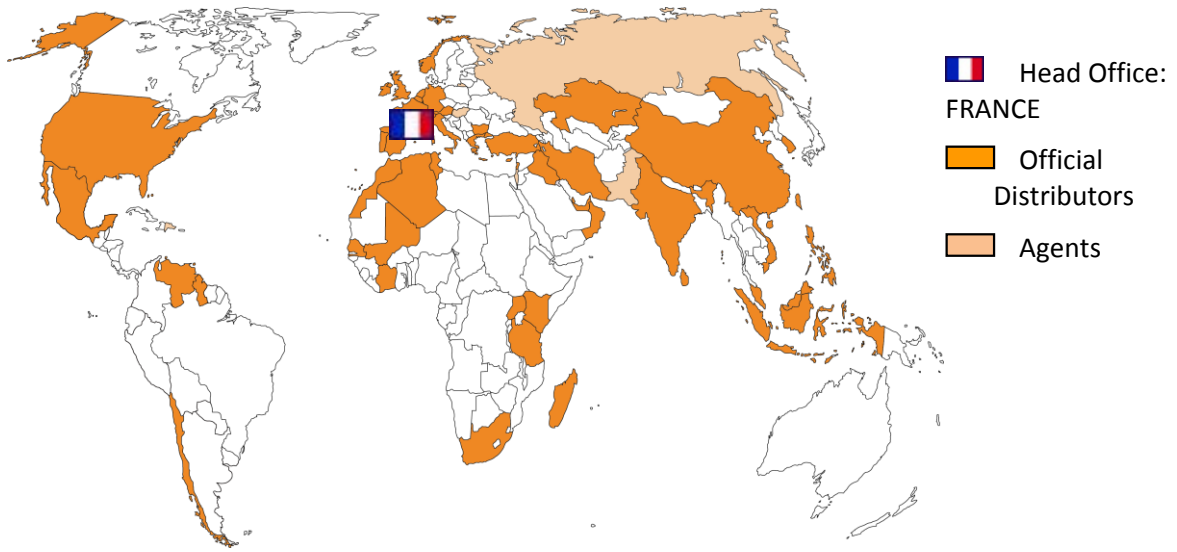 Head Office:
FRANCE
Official
Distributors
Agents